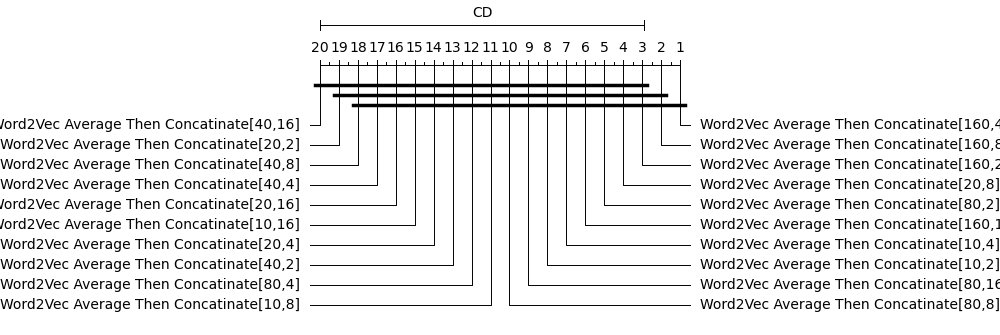 CD
20 19 18 17 16 15 14 13 12 11 10 9 8 7 6 5 4 3 2 1
Word2Vec Average Then Concatinate[40,16] Word2Vec Average Then Concatinate[160,4
Word2Vec Average Then Concatinate[20,2] Word2Vec Average Then Concatinate[160,8
Word2Vec Average Then Concatinate[40,8] Word2Vec Average Then Concatinate[160,2
Word2Vec Average Then Concatinate[40,4] Word2Vec Average Then Concatinate[20,8]
Word2Vec Average Then Concatinate[20,16] Word2Vec Average Then Concatinate[80,2]
Word2Vec Average Then Concatinate[10,16] Word2Vec Average Then Concatinate[160,1
Word2Vec Average Then Concatinate[20,4] Word2Vec Average Then Concatinate[10,4]
Word2Vec Average Then Concatinate[40,2] Word2Vec Average Then Concatinate[10,2]
Word2Vec Average Then Concatinate[80,4] Word2Vec Average Then Concatinate[80,16
Word2Vec Average Then Concatinate[10,8] Word2Vec Average Then Concatinate[80,8]